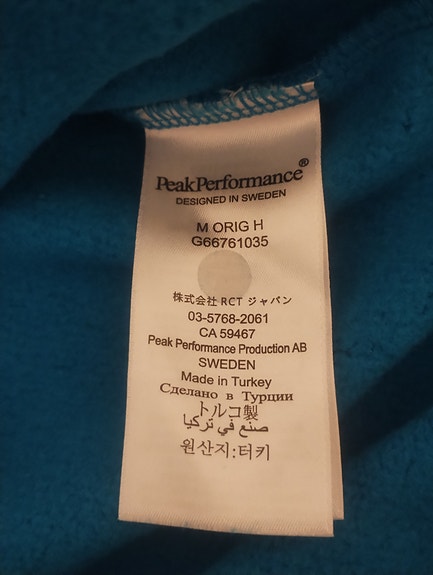 PeakPerformance®
DESIGNED IN SWEDEN
M ORIG H
G66761035
株式会社 RCT ジャパン
03-5768-2061
CA 59467
Peak Performance Production AB
SWEDEN
Made in Turkey
Сделано в Турции
トルコ製
صنع في تركيا
원산지:터키